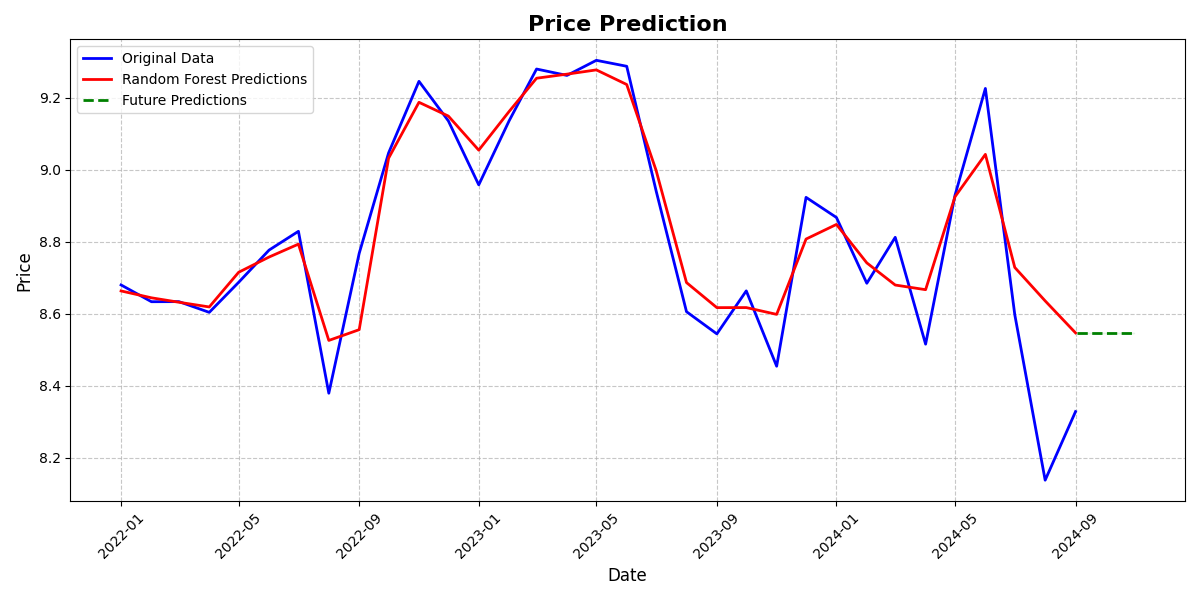 Price Prediction
Original Data
Random Forest Predictions
Future Predictions
Price
9.2
9.0
8.8
8.6
8.4
8.2
2022-01
2022-05
2022-09
2023-01
2023-05
2023-09
2024-01
2024-05
2024-09
Date